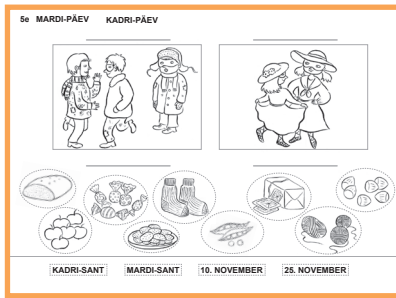 5e MARDI-PÄEV KADRI-PÄEV
KADRI-SANT MARDI-SANT 10. NOVEMBER 25. NOVEMBER